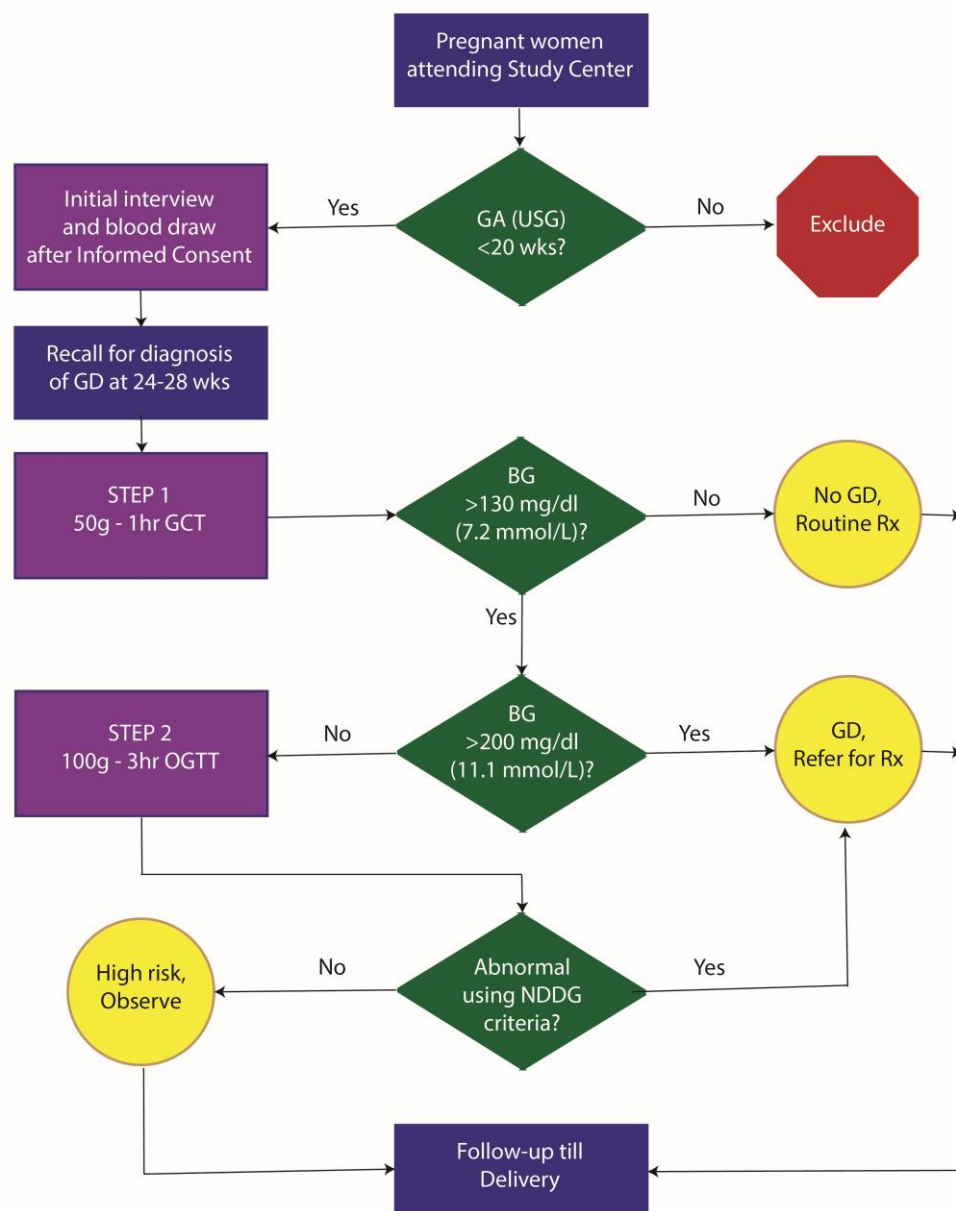 Pregnant women
attending Study Center
GA (USG)
<20 wks?
Yes
No
Initial interview
and blood draw
after Informed Consent
Exclude
Recall for diagnosis
of GD at 24-28 wks
STEP 1
50g - 1hr GCT
BG
>130 mg/dl
(7.2 mmol/L)?
No
No GD,
Routine Rx
Yes
STEP 2
100g - 3hr OGTT
No
BG
>200 mg/dl
(11.1 mmol/L)?
Yes
GD,
Refer for Rx
High risk,
Observe
No
Abnormal
using NDDG
criteria?
Yes
Follow-up till
Delivery